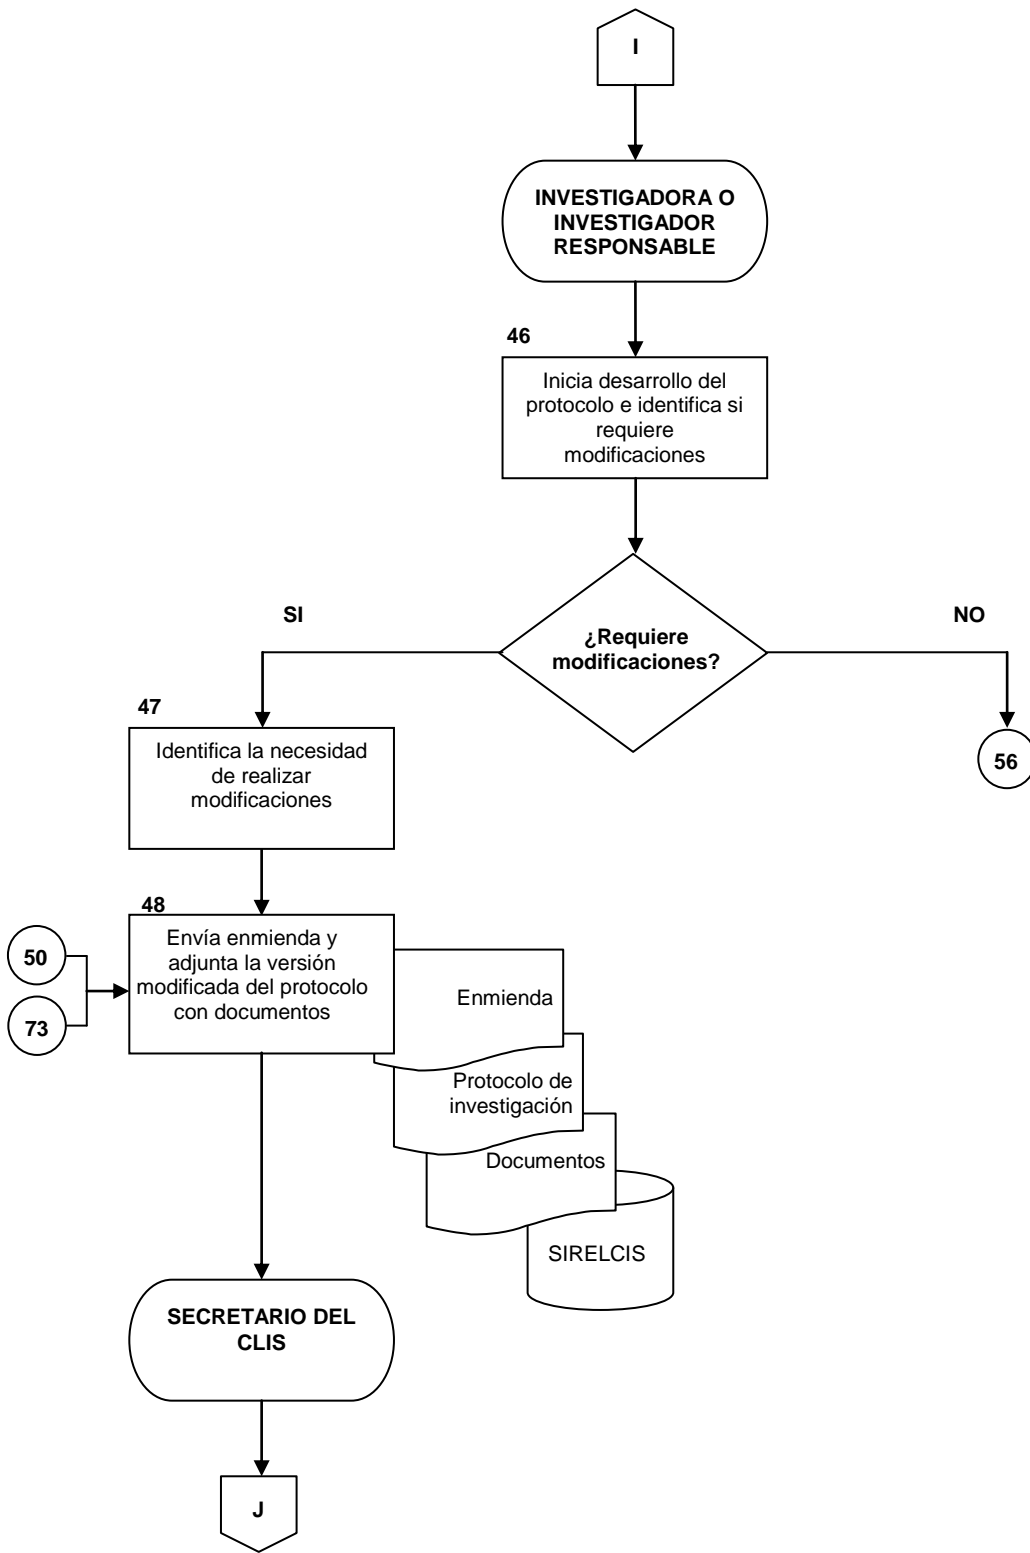 I
INVESTIGADORA O
INVESTIGADOR
RESPONSABLE
46
Inicia desarrollo del
protocolo e identifica si
requiere
modificaciones
SI
NO
¿Requiere
modificaciones?
47
Identifica la necesidad
de realizar
modificaciones
56
48
Envía enmienda y
adjunta la versión
modificada del protocolo
con documentos
50
73
Enmienda
Protocolo de
investigación
Documentos
SIRELCIS
SECRETARIO DEL
CLIS
J